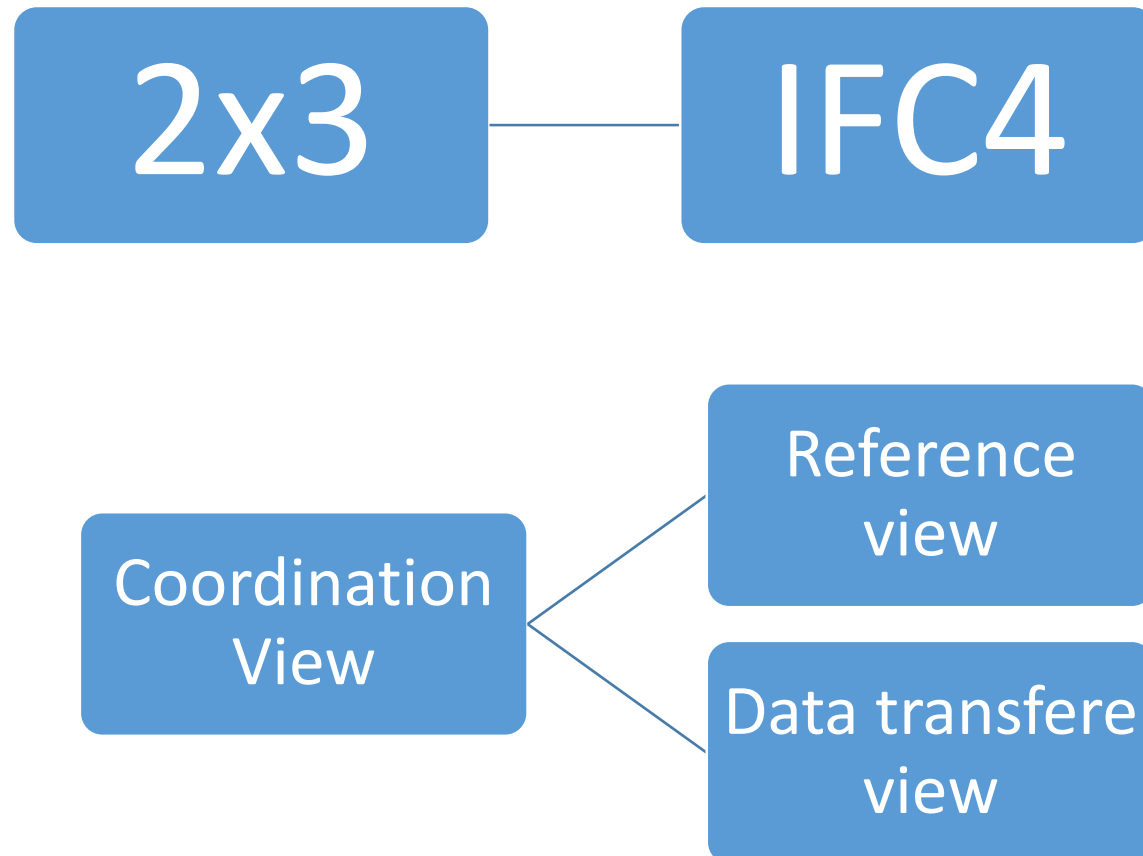 2x3
IFC4
Reference
view
Coordination
View
Data transfere
view